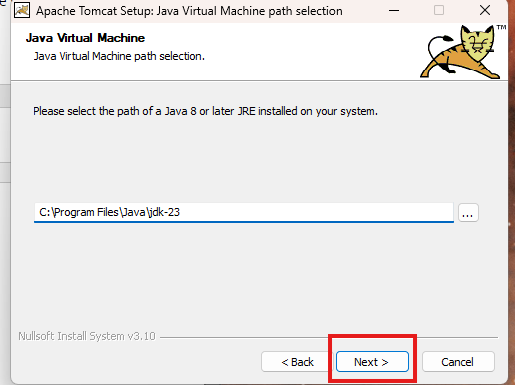 Apache Tomcat Setup: Java Virtual Machine path selection
Java Virtual Machine
Java Virtual Machine path selection.
TM
Please select the path of a Java 8 or later JRE installed on your system.
C:\Program Files\Java\jdk-23
...
Nullsoft Install System v3.10
< Back
Next >
Cancel